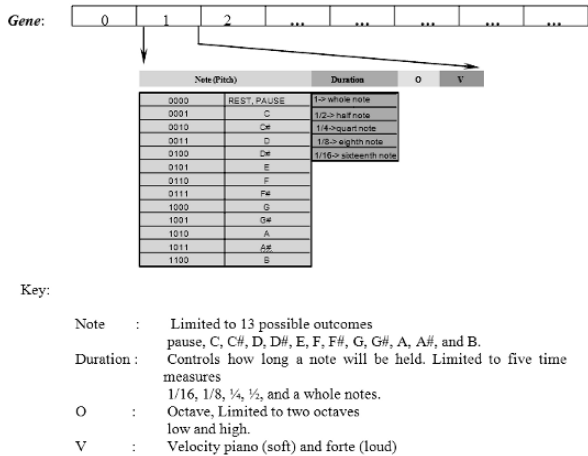 Gene: 0 1 2 ... ... ... ... ...
Note (Pitch) Duration O V
0000 REST, PAUSE 1-> whole note
0001 C 1/2-> half note
0010 C# 1/4->quart note
0011 D 1/8-> eighth note
0100 D# 1/16-> sixteenth note
0101 E
0110 F
0111 F#
1000 G
1001 G#
1010 A
1011 A#
1100 B
Key:
Note : Limited to 13 possible outcomes
pause, C, C#, D, D#, E, F, F#, G, G#, A, A#, and B.
Duration : Controls how long a note will be held. Limited to five time
measures
1/16, 1/8, ¼, ½, and a whole notes.
O : Octave, Limited to two octaves
low and high.
V : Velocity piano (soft) and forte (loud)